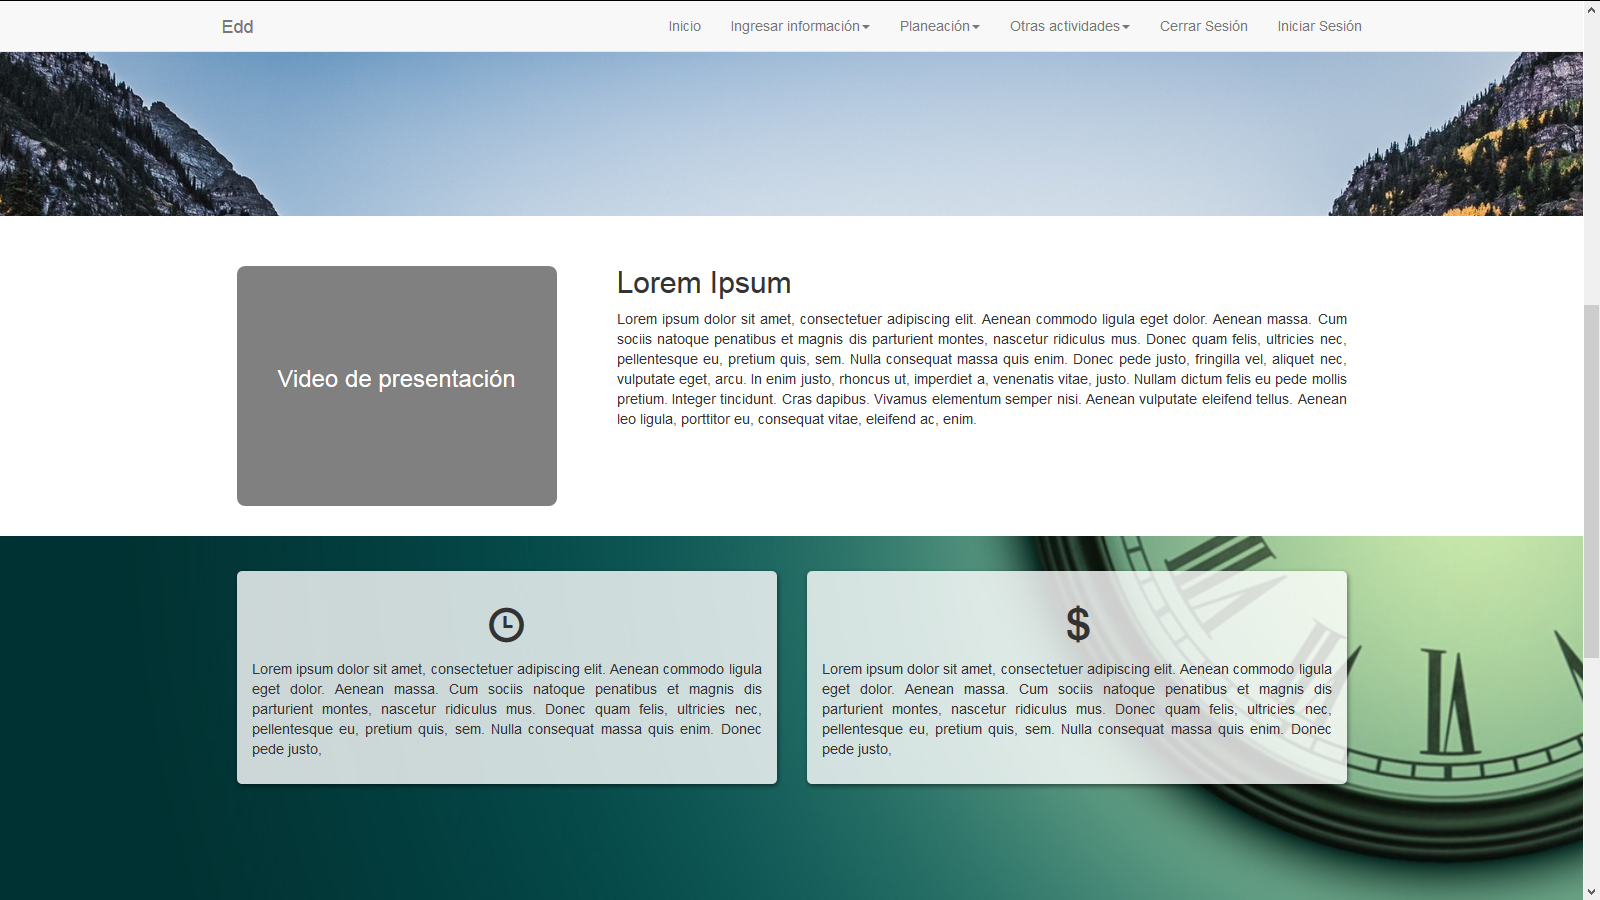 Edd
Inicio
Ingresar información
Planeación
Otras actividades
Cerrar Sesión
Iniciar Sesión
Video de presentación
Lorem Ipsum
Lorem ipsum dolor sit amet, consectetuer adipiscing elit. Aenean commodo ligula eget dolor. Aenean massa. Cum
sociis natoque penatibus et magnis dis parturient montes, nascetur ridiculus mus. Donec quam felis, ultricies nec,
pellentesque eu, pretium quis, sem. Nulla consequat massa quis enim. Donec pede justo, fringilla vel, aliquet nec,
vulputate eget, arcu. In enim justo, rhoncus ut, imperdiet a, venenatis vitae, justo. Nullam dictum felis eu pede mollis
pretium. Integer tincidunt. Cras dapibus. Vivamus elementum semper nisi. Aenean vulputate eleifend tellus. Aenean
leo ligula, porttitor eu, consequat vitae, eleifend ac, enim.
Lorem ipsum dolor sit amet, consectetuer adipiscing elit. Aenean commodo ligula
eget dolor. Aenean massa. Cum sociis natoque penatibus et magnis dis
parturient montes, nascetur ridiculus mus. Donec quam felis, ultricies nec,
pellentesque eu, pretium quis, sem. Nulla consequat massa quis enim. Donec
pede justo,
$
Lorem ipsum dolor sit amet, consectetuer adipiscing elit. Aenean commodo ligula
eget dolor. Aenean massa. Cum sociis natoque penatibus et magnis dis
parturient montes, nascetur ridiculus mus. Donec quam felis, ultricies nec,
pellentesque eu, pretium quis, sem. Nulla consequat massa quis enim. Donec
pede justo,